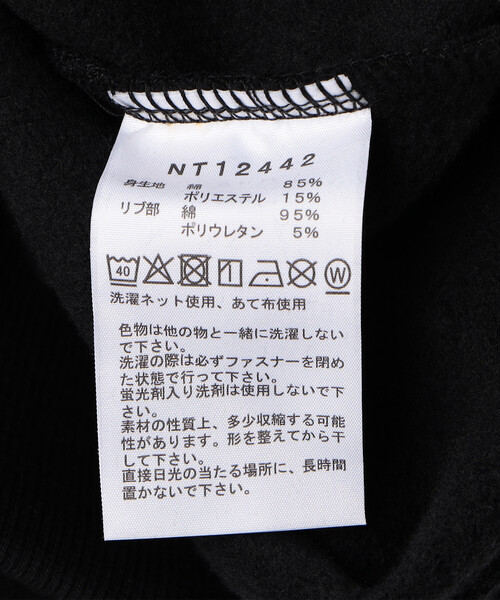 NT12442
身生地 綿 85%
ポリエステル 15%
リブ部 綿 95%
ポリウレタン 5%
40 W
洗濯ネット使用、あて布使用
色物は他の物と一緒に洗濯しない
で下さい。
洗濯の際は必ずファスナーを閉め
た状態で行って下さい。
蛍光剤入り洗剤は使用しないで下
さい。
素材の性質上、多少収縮する可能
性があります。形を整えてから干
して下さい。
直接日光の当たる場所に、長時間
置かないで下さい。